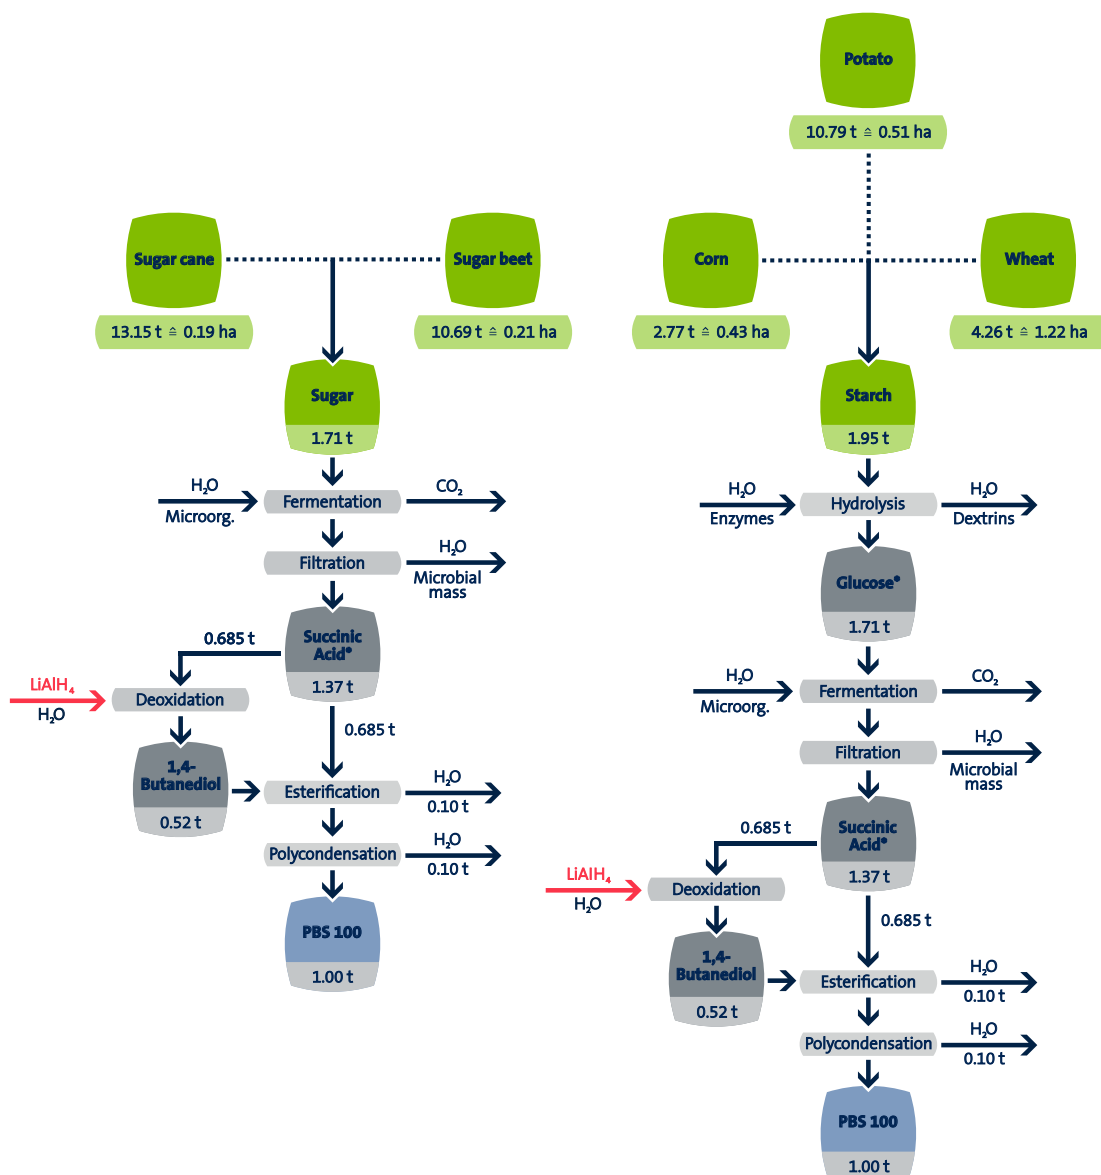 Potato
10.79 t ≙ 0.51 ha
Sugar cane
13.15 t ≙ 0.19 ha
Sugar beet
10.69 t ≙ 0.21 ha
Sugar
1.71 t
H₂O
Microorg.
Fermentation
CO₂
Filtration
H₂O
Microbial
mass
Succinic
Acid*
1.37 t
0.685 t
LiAlH₄
H₂O
Deoxidation
0.685 t
1,4-
Butanediol
0.52 t
Esterification
H₂O
0.10 t
Polycondensation
H₂O
0.10 t
PBS 100
1.00 t
Corn
2.77 t ≙ 0.43 ha
Wheat
4.26 t ≙ 1.22 ha
Starch
1.95 t
H₂O
Enzymes
Hydrolysis
H₂O
Dextrins
Glucose*
1.71 t
H₂O
Microorg.
Fermentation
CO₂
Filtration
H₂O
Microbial
mass
Succinic
Acid*
1.37 t
0.685 t
LiAlH₄
H₂O
Deoxidation
0.685 t
1,4-
Butanediol
0.52 t
Esterification
H₂O
0.10 t
Polycondensation
H₂O
0.10 t
PBS 100
1.00 t